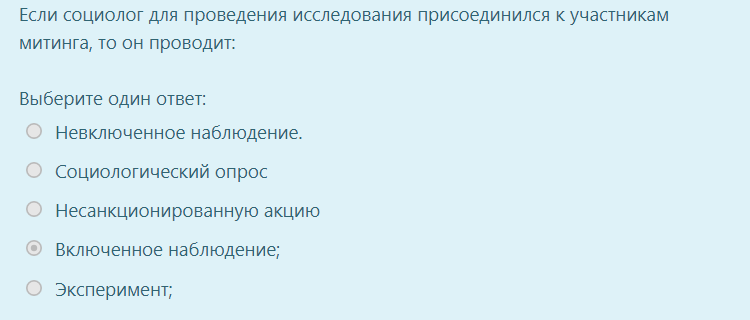 Если социолог для проведения исследования присоединился к участникам
митинга, то он проводит:
Выберите один ответ:
Невключенное наблюдение.
Социологический опрос
Несанкционированную акцию
Включенное наблюдение;
Эксперимент;